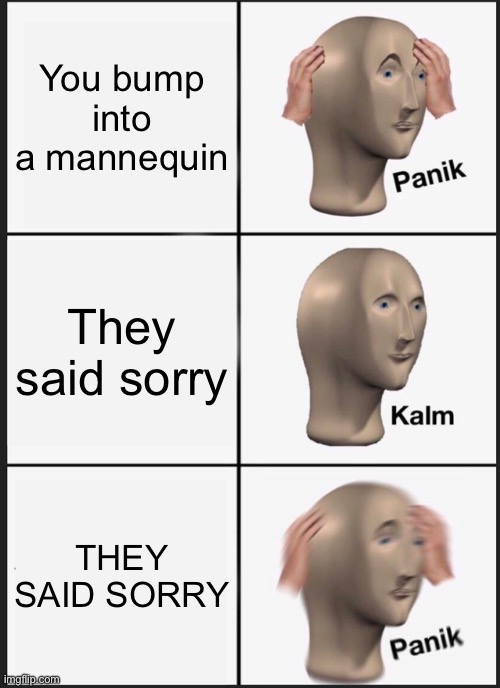 You bump
into
a mannequin
Panik
They
said sorry
Kalm
THEY
SAID SORRY
Panik
imgflip.com